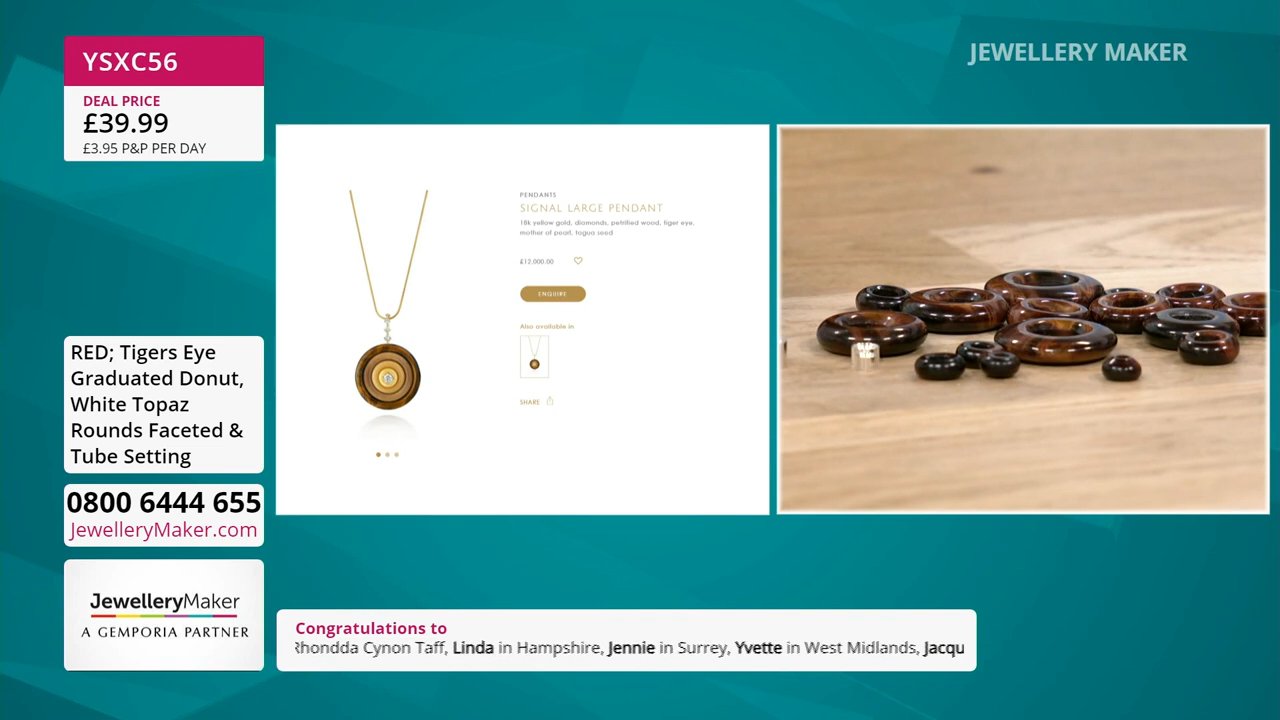 YSXC56
DEAL PRICE
£39.99
£3.95 P&P PER DAY
JEWELLERY MAKER
PENDANTS
SIGNAL LARGE PENDANT
18k yellow gold, diamonds, petrified wood, tiger eye,
mother of pearl, tagua seed
£12,000.00
ENQUIRE
Also available in
SHARE
RED; Tigers Eye
Graduated Donut,
White Topaz
Rounds Faceted &
Tube Setting
0800 6444 655
JewelleryMaker.com
JewelleryMaker
A GEMPORIA PARTNER
Congratulations to
Rhondda Cynon Taff, Linda in Hampshire, Jennie in Surrey, Yvette in West Midlands, Jacqu